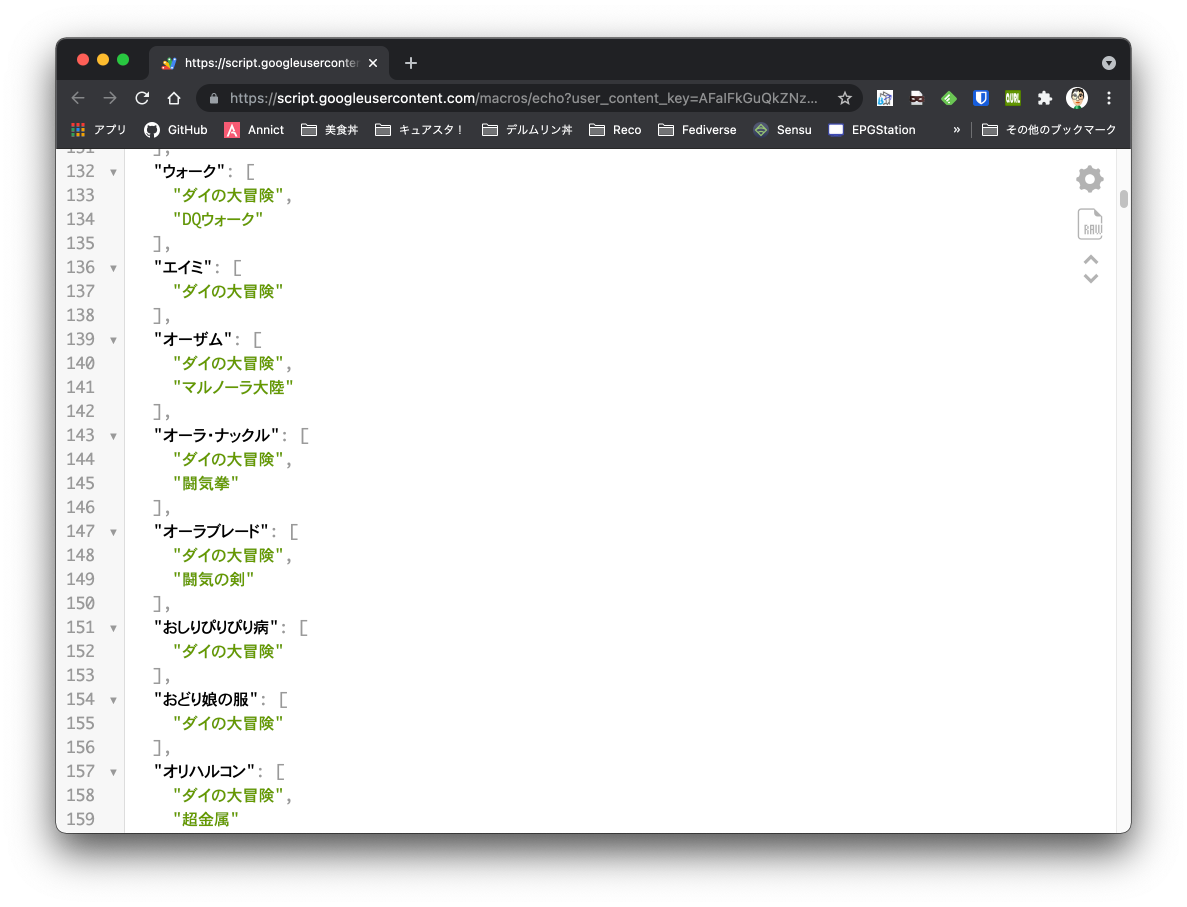 https://script.googleusercontent
https://script.googleusercontent.com/macros/echo?user_content_key=AFaIFkGuQkZNz...
アプリ GitHub Annict 美食丼 キュアスタ！ デルムリン丼 Reco Fediverse Sensu EPGStation » その他のブックマーク
131 ],
132 "ウォーク": [
133 "ダイの大冒険",
134 "DQウォーク"
135 ],
136 "エイミ": [
137 "ダイの大冒険"
138 ],
139 "オーザム": [
140 "ダイの大冒険",
141 "マルノーラ大陸"
142 ],
143 "オーラ・ナックル": [
144 "ダイの大冒険",
145 "闘気拳"
146 ],
147 "オーラブレード": [
148 "ダイの大冒険",
149 "闘気の剣"
150 ],
151 "おしりぴりぴり病": [
152 "ダイの大冒険"
153 ],
154 "おどり娘の服": [
155 "ダイの大冒険"
156 ],
157 "オリハルコン": [
158 "ダイの大冒険",
159 "超金属"
RAW